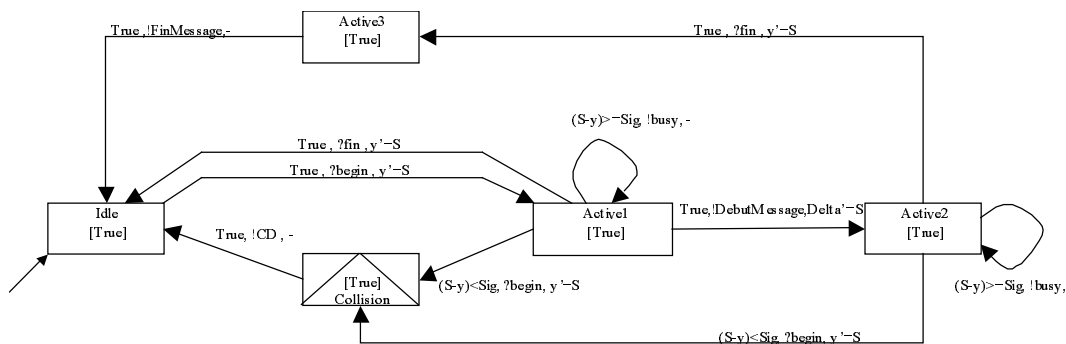 Active3
[True]
True ,!FinMessage,-
True , ?fin , y'=S
(S-y)>=Sig, !busy, -
True , ?fin , y'=S
True , ?begin , y'=S
Idle
[True]
Active1
[True]
True,!DebutMessage,Delta'=S
Active2
[True]
True, !CD , -
[True]
Collision
(S-y)<Sig, ?begin, y'=S
(S-y)>=Sig, !busy,
(S-y)<Sig, ?begin, y'=S